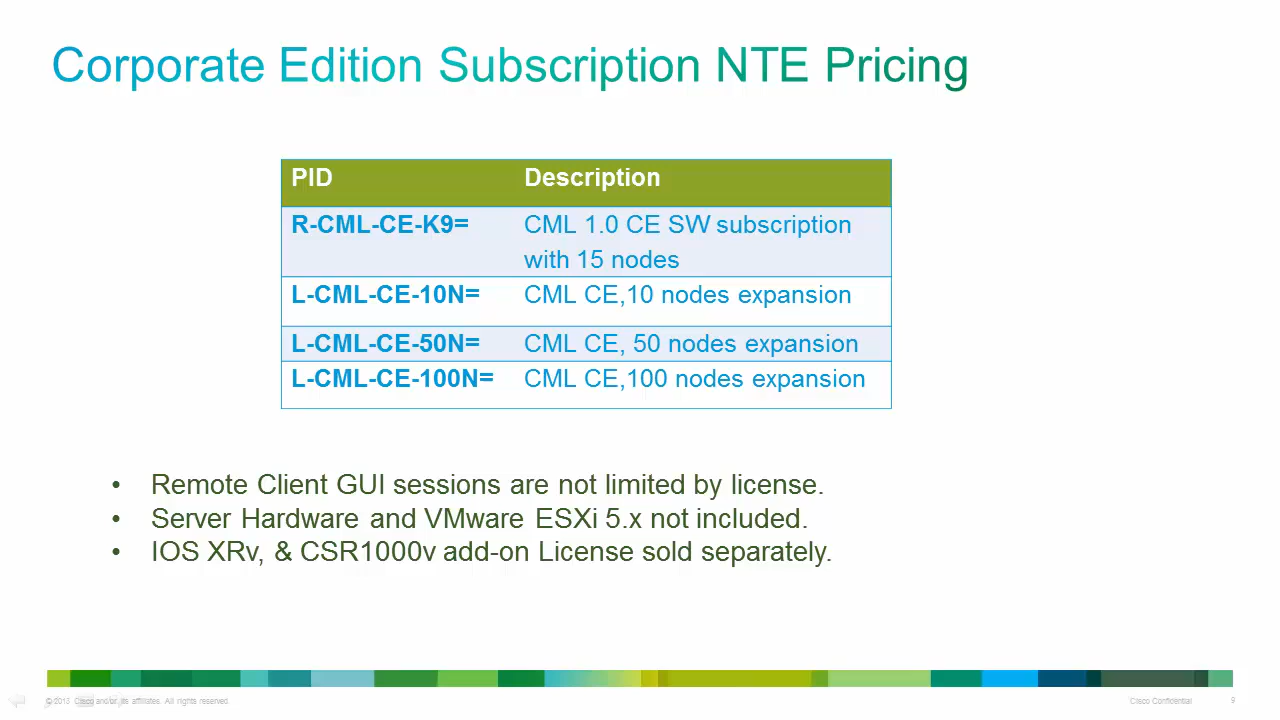 Corporate Edition Subscription NTE Pricing
PID Description
R-CML-CE-K9= CML 1.0 CE SW subscription
with 15 nodes
L-CML-CE-10N= CML CE,10 nodes expansion
L-CML-CE-50N= CML CE, 50 nodes expansion
L-CML-CE-100N= CML CE,100 nodes expansion
• Remote Client GUI sessions are not limited by license.
• Server Hardware and VMware ESXi 5.x not included.
• IOS XRv, & CSR1000v add-on License sold separately.
© 2013 Cisco and/or its affiliates. All rights reserved.
Cisco Confidential
9